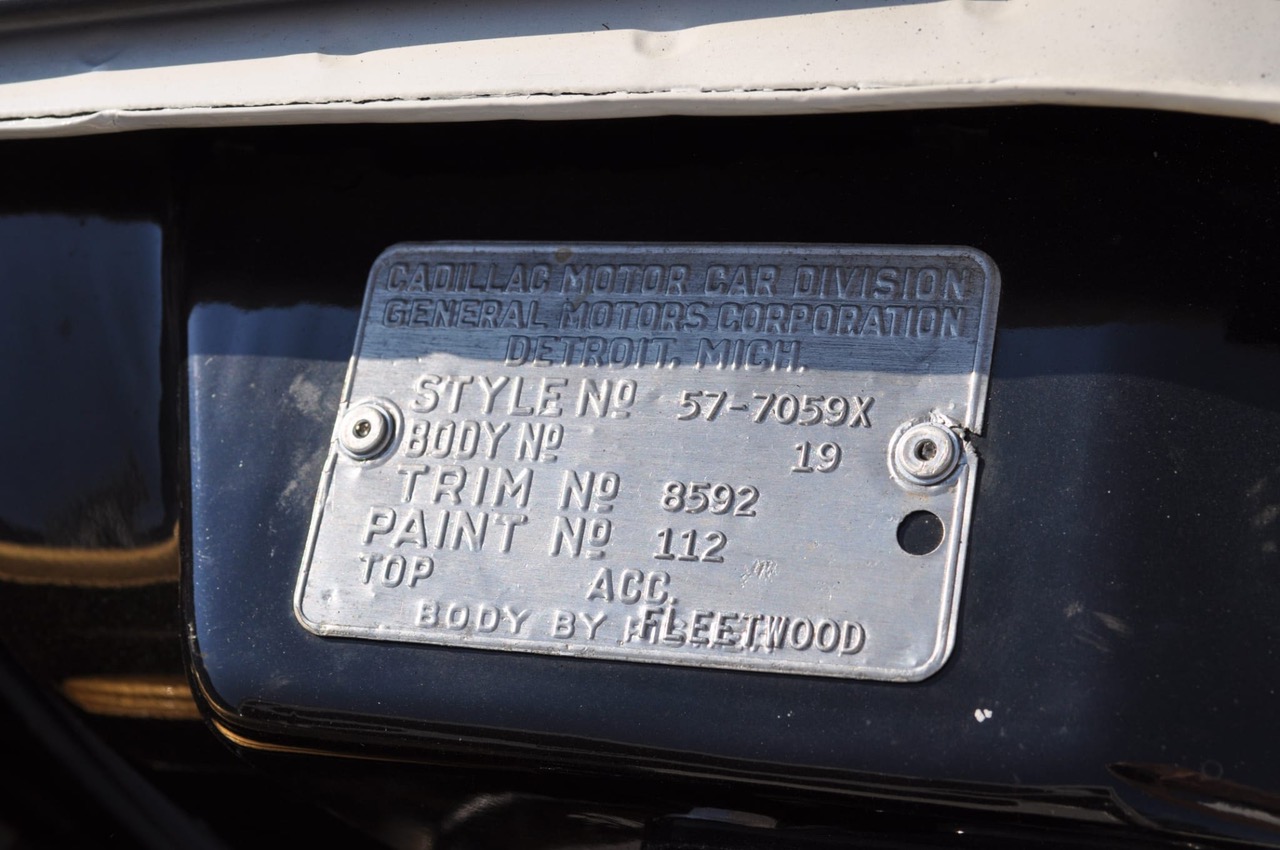 CADILLAC MOTOR CAR DIVISION
GENERAL MOTORS CORPORATION
DETROIT, MICH.
STYLE Nº 57-7059X
BODY Nº 19
TRIM Nº 8592
PAINT Nº 112
TOP ACC.
BODY BY FLEETWOOD